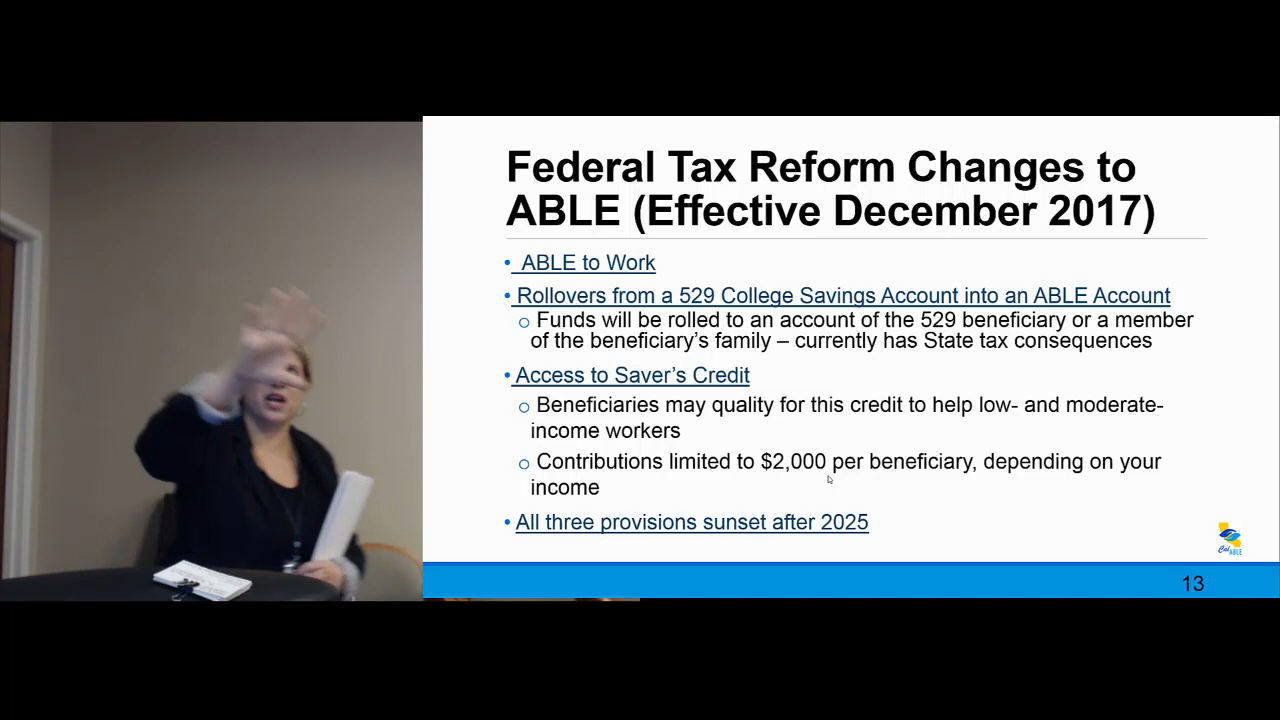 Federal Tax Reform Changes to
ABLE (Effective December 2017)
• ABLE to Work
• Rollovers from a 529 College Savings Account into an ABLE Account
o Funds will be rolled to an account of the 529 beneficiary or a member
of the beneficiary's family – currently has State tax consequences
• Access to Saver's Credit
o Beneficiaries may quality for this credit to help low- and moderate-
income workers
o Contributions limited to $2,000 per beneficiary, depending on your
income
• All three provisions sunset after 2025
Cal ABLE
13